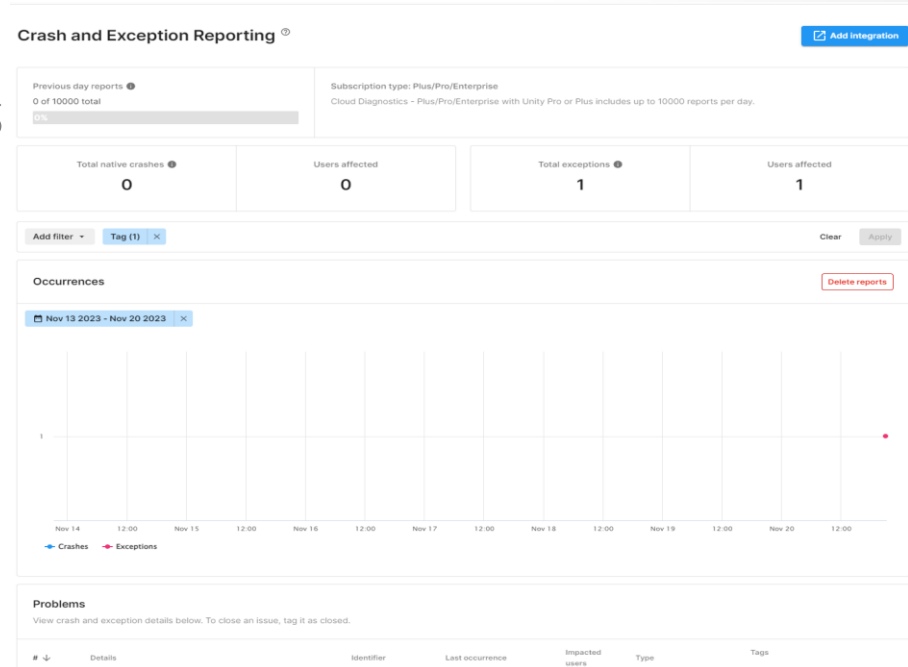 Crash and Exception Reporting
Add integration
Previous day reports
0 of 10000 total
0%
Subscription type: Plus/Pro/Enterprise
Cloud Diagnostics - Plus/Pro/Enterprise with Unity Pro or Plus includes up to 10000 reports per day.
Total native crashes
0
Users affected
0
Total exceptions
1
Users affected
1
Add filter
Tag (1)
Clear
Apply
Occurrences
Delete reports
Nov 13 2023 - Nov 20 2023
1
Nov 14 12:00 Nov 15 12:00 Nov 16 12:00 Nov 17 12:00 Nov 18 12:00 Nov 19 12:00 Nov 20 12:00
Crashes Exceptions
Problems
View crash and exception details below. To close an issue, tag it as closed.
# Details Identifier Last occurrence Impacted users Type Tags